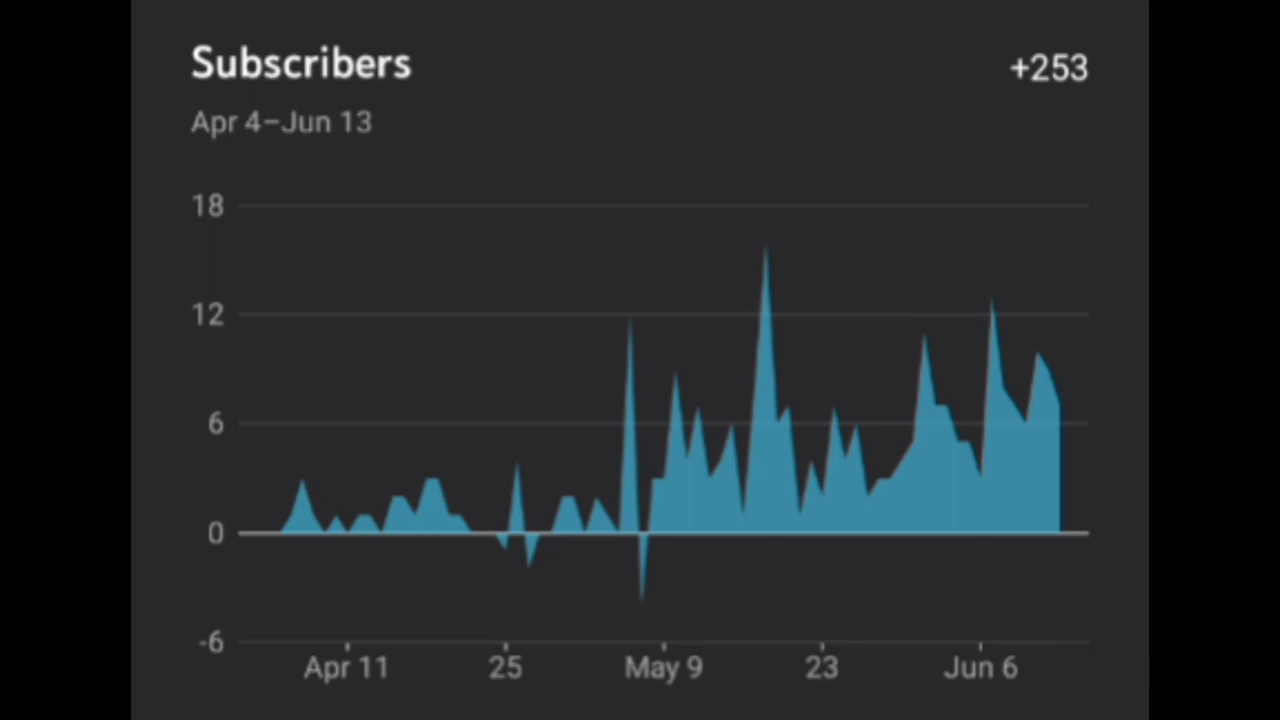 Subscribers
+253
Apr 4–Jun 13
18
12
6
0
-6
Apr 11 25 May 9 23 Jun 6